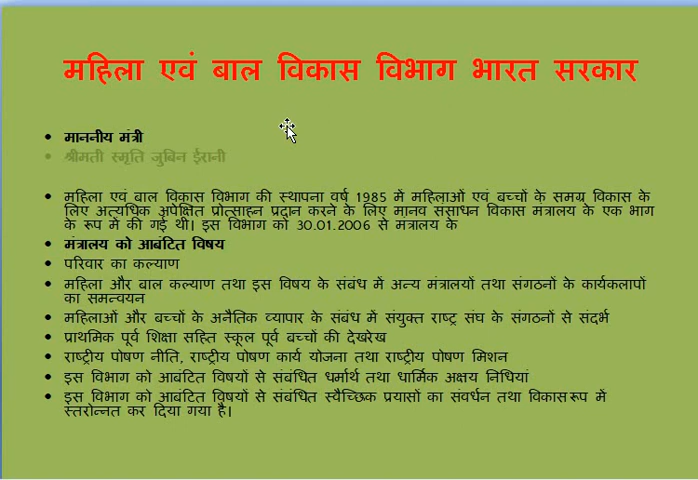 महिला एवं बाल विकास विभाग भारत सरकार
• माननीय मंत्री
• श्रीमती स्मृति जुबिन ईरानी
• महिला एवं बाल विकास विभाग की स्थापना वर्ष 1985 में महिलाओं एवं बच्चों के समग्र विकास के
लिए अत्यधिक अपेक्षित प्रोत्साहन प्रदान करने के लिए मानव संसाधन विकास मंत्रालय के एक भाग
के रूप में की गई थी। इस विभाग को 30.01.2006 से मंत्रालय के
• मंत्रालय को आबंटित विषय
• परिवार का कल्याण
• महिला और बाल कल्याण तथा इस विषय के संबंध में अन्य मंत्रालयों तथा संगठनों के कार्यकलापों
का समन्वयन
• महिलाओं और बच्चों के अनैतिक व्यापार के संबंध में संयुक्त राष्ट्र संघ के संगठनों से संदर्भ
• प्राथमिक पूर्व शिक्षा सहित स्कूल पूर्व बच्चों की देखरेख
• राष्ट्रीय पोषण नीति, राष्ट्रीय पोषण कार्य योजना तथा राष्ट्रीय पोषण मिशन
• इस विभाग को आबंटित विषयों से संबंधित धर्मार्थ तथा धार्मिक अक्षय निधियां
• इस विभाग को आबंटित विषयों से संबंधित स्वैच्छिक प्रयासों का संवर्धन तथा विकासरूप में
स्तरोन्नत कर दिया गया है।